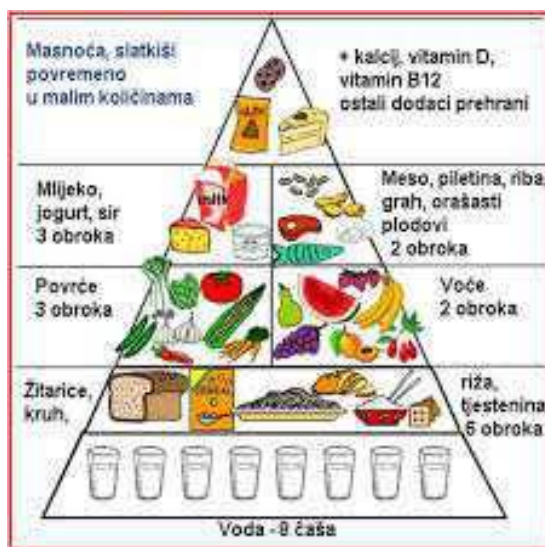 Masnoća, slatkiši
povremeno
u malim količinama
+ kalcij, vitamin D,
vitamin B12
ostali dodaci prehrani
Mlijeko,
jogurt, sir
3 obroka
Meso, piletina, riba,
grah, orašasti
plodovi
2 obroka
Povrće
3 obroka
Voće
2 obroka
Žitarice,
kruh,
riža,
tjestenina
6 obroka
Voda - 8 čaša